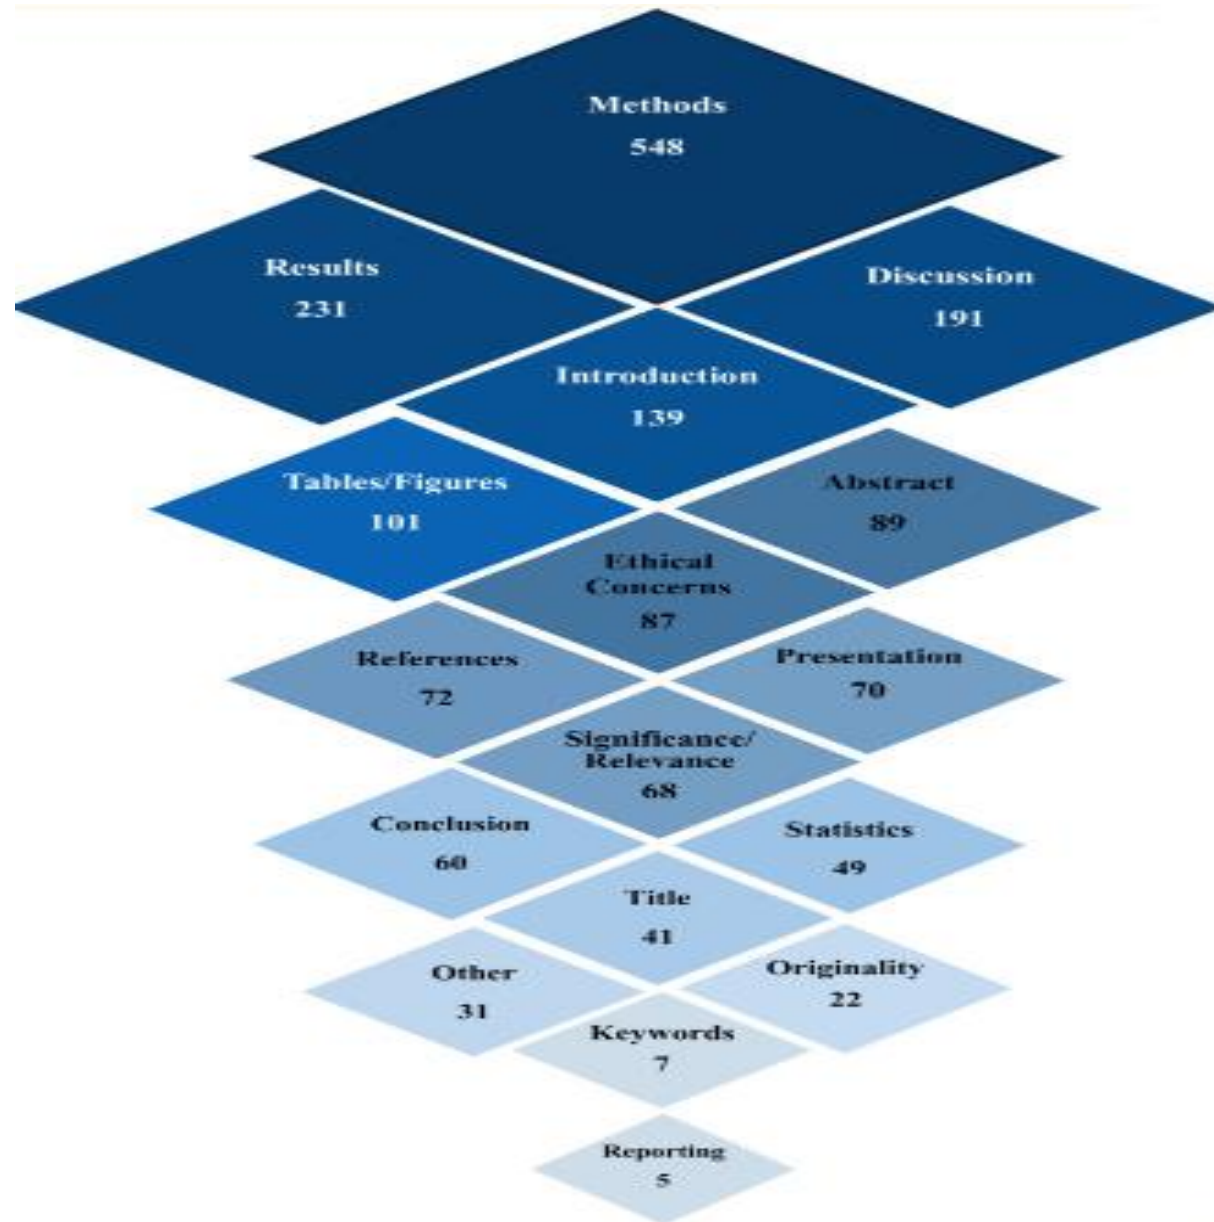 Methods
548
Results
231
Discussion
191
Introduction
139
Tables/Figures
101
Abstract
89
Ethical
Concerns
87
References
72
Presentation
70
Significance/
Relevance
68
Conclusion
60
Statistics
49
Title
41
Other
31
Originality
22
Keywords
7
Reporting
5